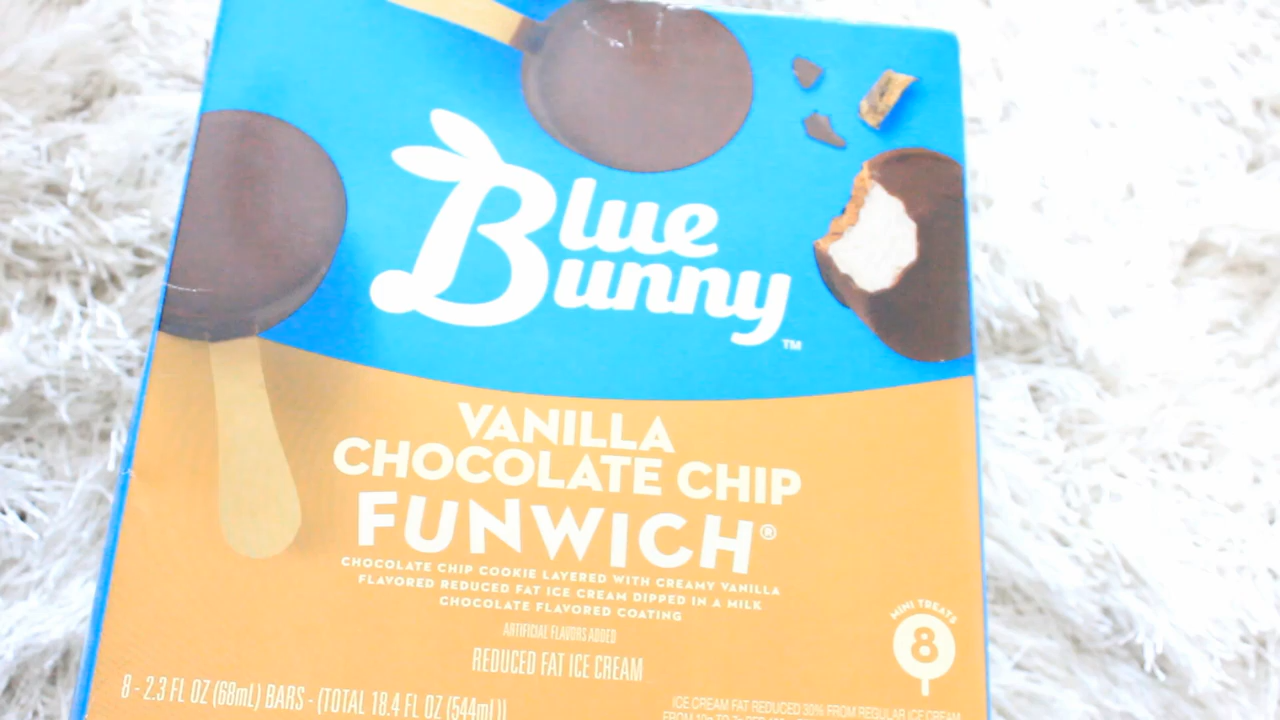 Blue
Bunny™
VANILLA
CHOCOLATE CHIP
FUNWICH®
CHOCOLATE CHIP COOKIE LAYERED WITH CREAMY VANILLA
FLAVORED REDUCED FAT ICE CREAM DIPPED IN A MILK
CHOCOLATE FLAVORED COATING
ARTIFICIAL FLAVORS ADDED
REDUCED FAT ICE CREAM
MINI TREATS
8
8 - 2.3 FL OZ (68mL) BARS - (TOTAL 18.4 FL OZ (544mL))
ICE CREAM FAT REDUCED 30% FROM REGULAR ICE CREAM